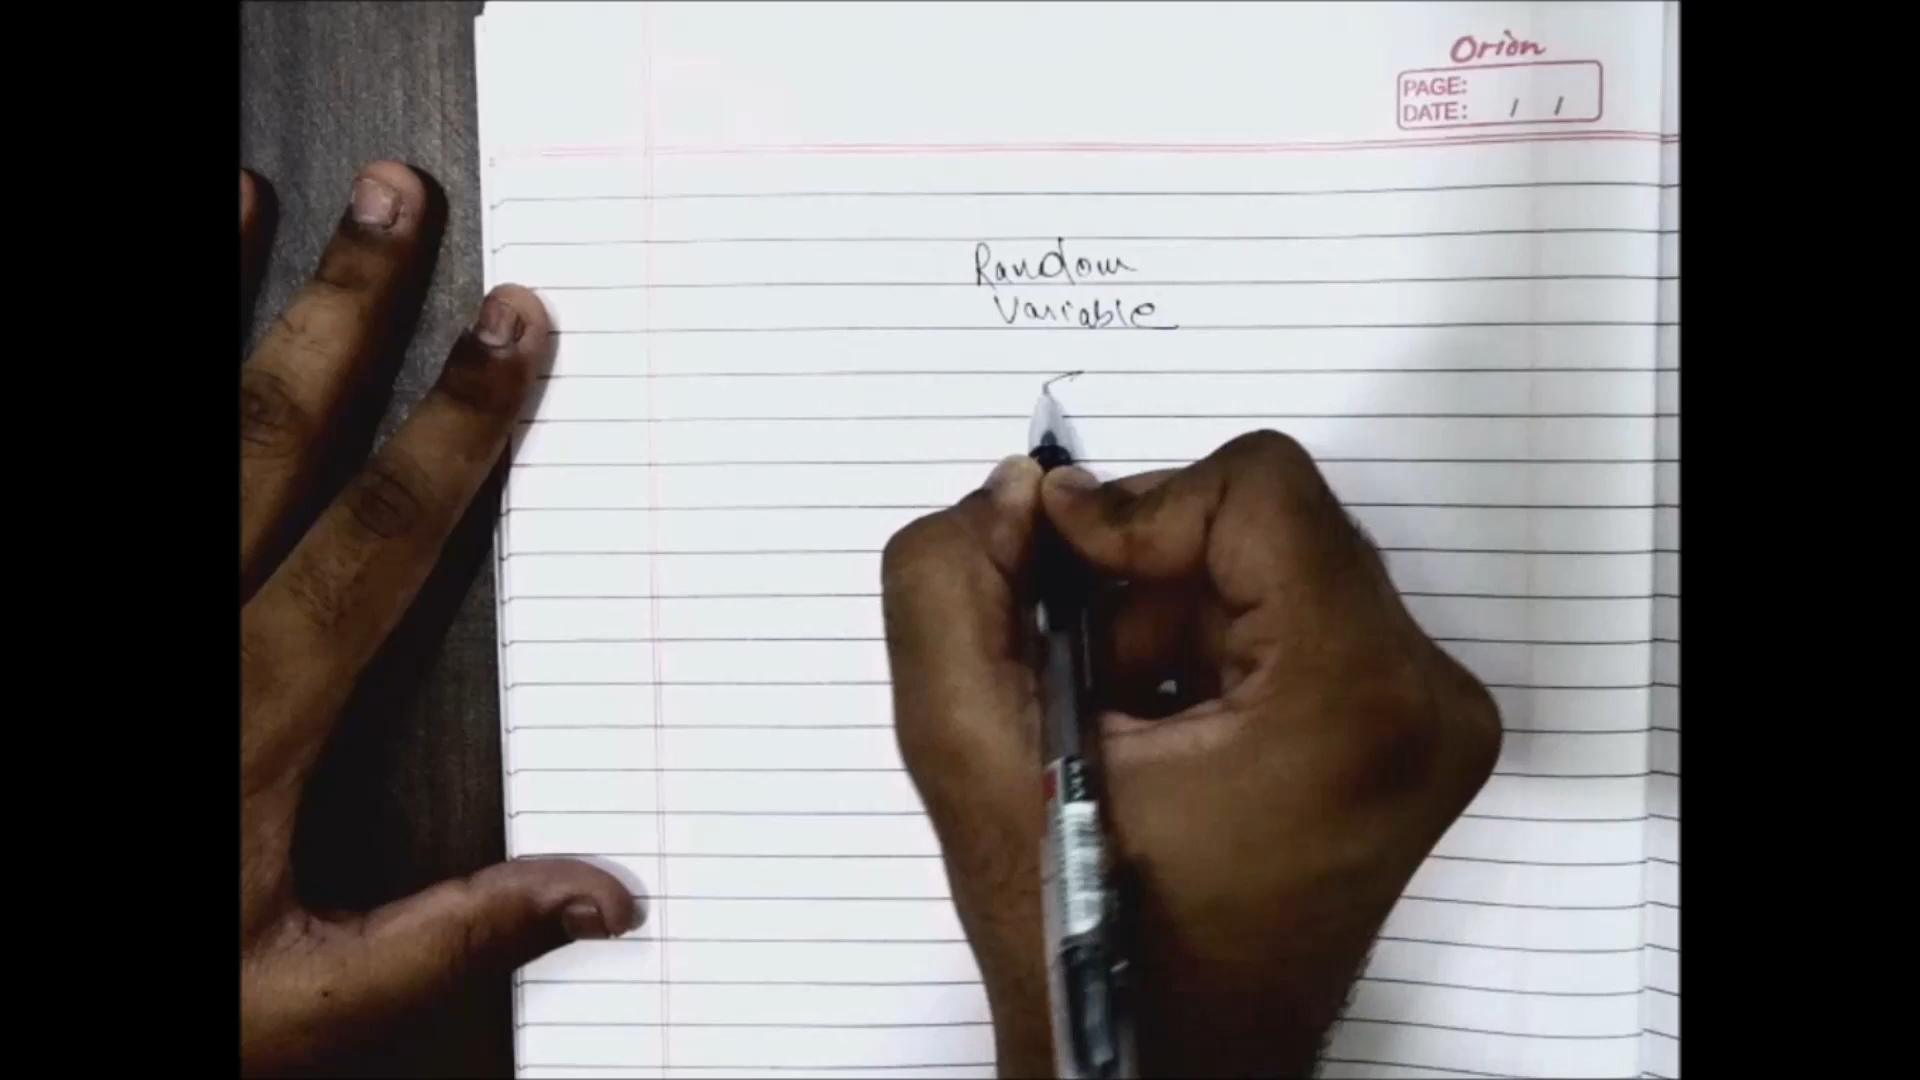 Orion
PAGE:
DATE: / /
Random
Variable